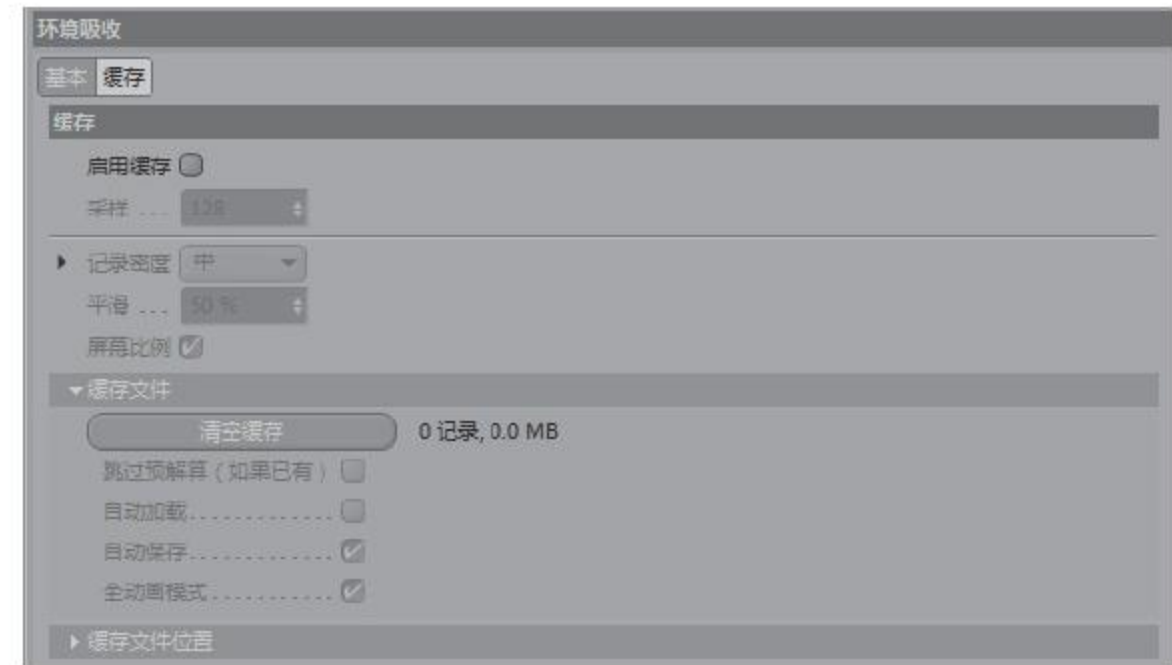 环境吸收
基本 缓存
缓存
启用缓存
采样 . . . 128
记录密度 中
平滑 . . . 50 %
屏幕比例
缓存文件
清空缓存 0 记录, 0.0 MB
跳过预解算 ( 如果已有 )
自动加载. . . . . . . . . . . . .
自动保存. . . . . . . . . . . . .
全动画模式. . . . . . . . . . .
缓存文件位置